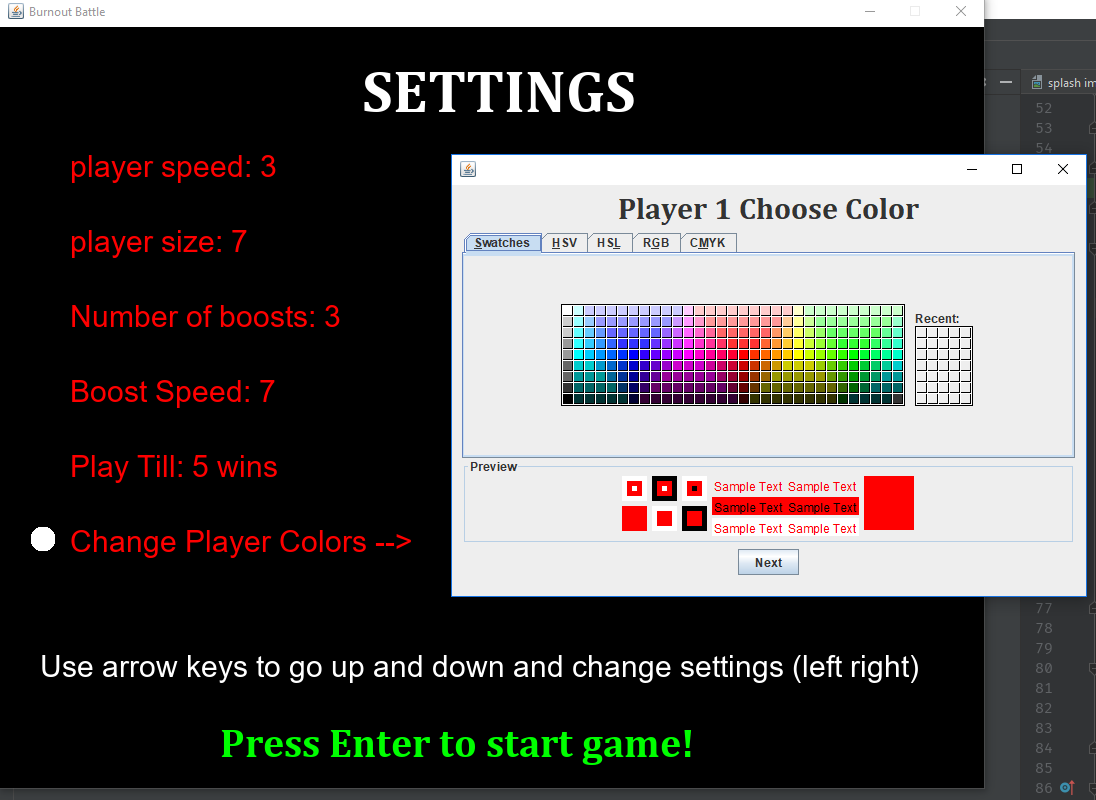 Burnout Battle
SETTINGS
player speed: 3
player size: 7
Number of boosts: 3
Boost Speed: 7
Play Till: 5 wins
Change Player Colors -->
Use arrow keys to go up and down and change settings (left right)
Press Enter to start game!
Player 1 Choose Color
Swatches HSV HSL RGB CMYK
Recent:
Preview
Sample Text Sample Text
Sample Text Sample Text
Sample Text Sample Text
Next
splash im
52
53
54
77
78
79
80
81
82
83
84
85
86